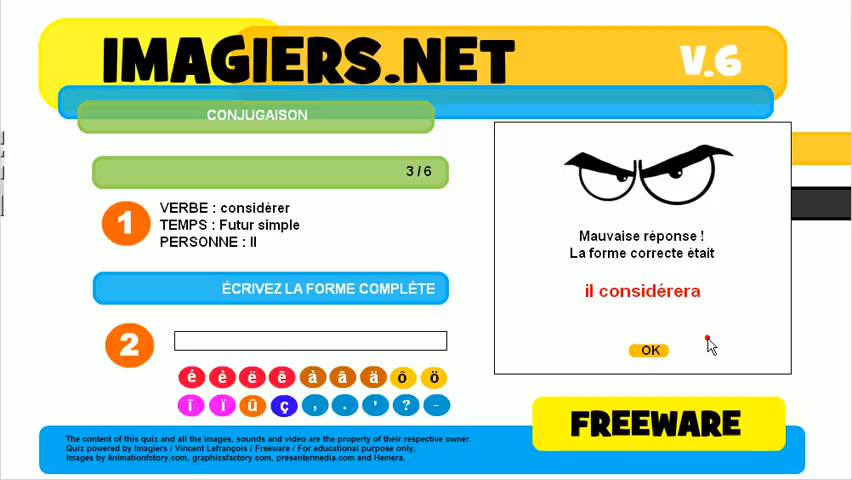 IMAGIERS.NET
V.6
CONJUGAISON
3 / 6
1
VERBE : considérer
TEMPS : Futur simple
PERSONNE : Il
ÉCRIVEZ LA FORME COMPLÈTE
2
é è ë ê à â ä ô ö
î ï û ç , . ' ? -
Mauvaise réponse !
La forme correcte était
il considérera
OK
FREEWARE
The content of this quiz and all the images, sounds and video are the property of their respective owner.
Quiz powered by Imagiers / Vincent Lefrançois / Freeware / For educational purpose only.
Images by Animationfctory.com, graphicsfactory.com, presentermedia.com and Hemera.